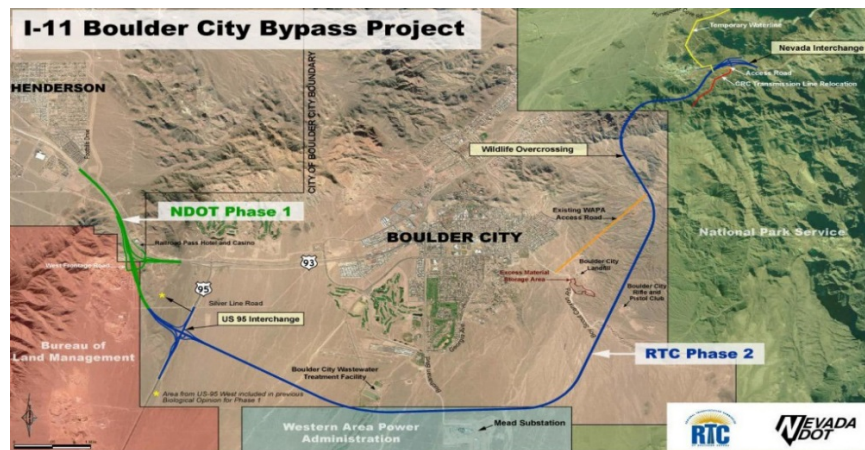 I-11 Boulder City Bypass Project
HENDERSON
CITY OF BOULDER CITY BOUNDARY
Temporary Waterline
Nevada Interchange
Access Road
CRC Transmission Line Relocation
Wildlife Overcrossing
NDOT Phase 1
Existing WAPA
Access Road
BOULDER CITY
National Park Service
Railroad Pass Hotel and Casino
West Frontage Road
93
Boulder City
Landfill
Excess Material
Storage Area
95
Boulder City
Rifle and
Pistol Club
Silver Line Road
US 95 Interchange
Bureau of
Land Management
RTC Phase 2
Boulder City Wastewater
Treatment Facility
Buchanan Blvd
Area from US-95 West included in previous
Biological Opinion for Phase 1
Western Area Power
Administration
Mead Substation
RTC
NEVADA
DOT